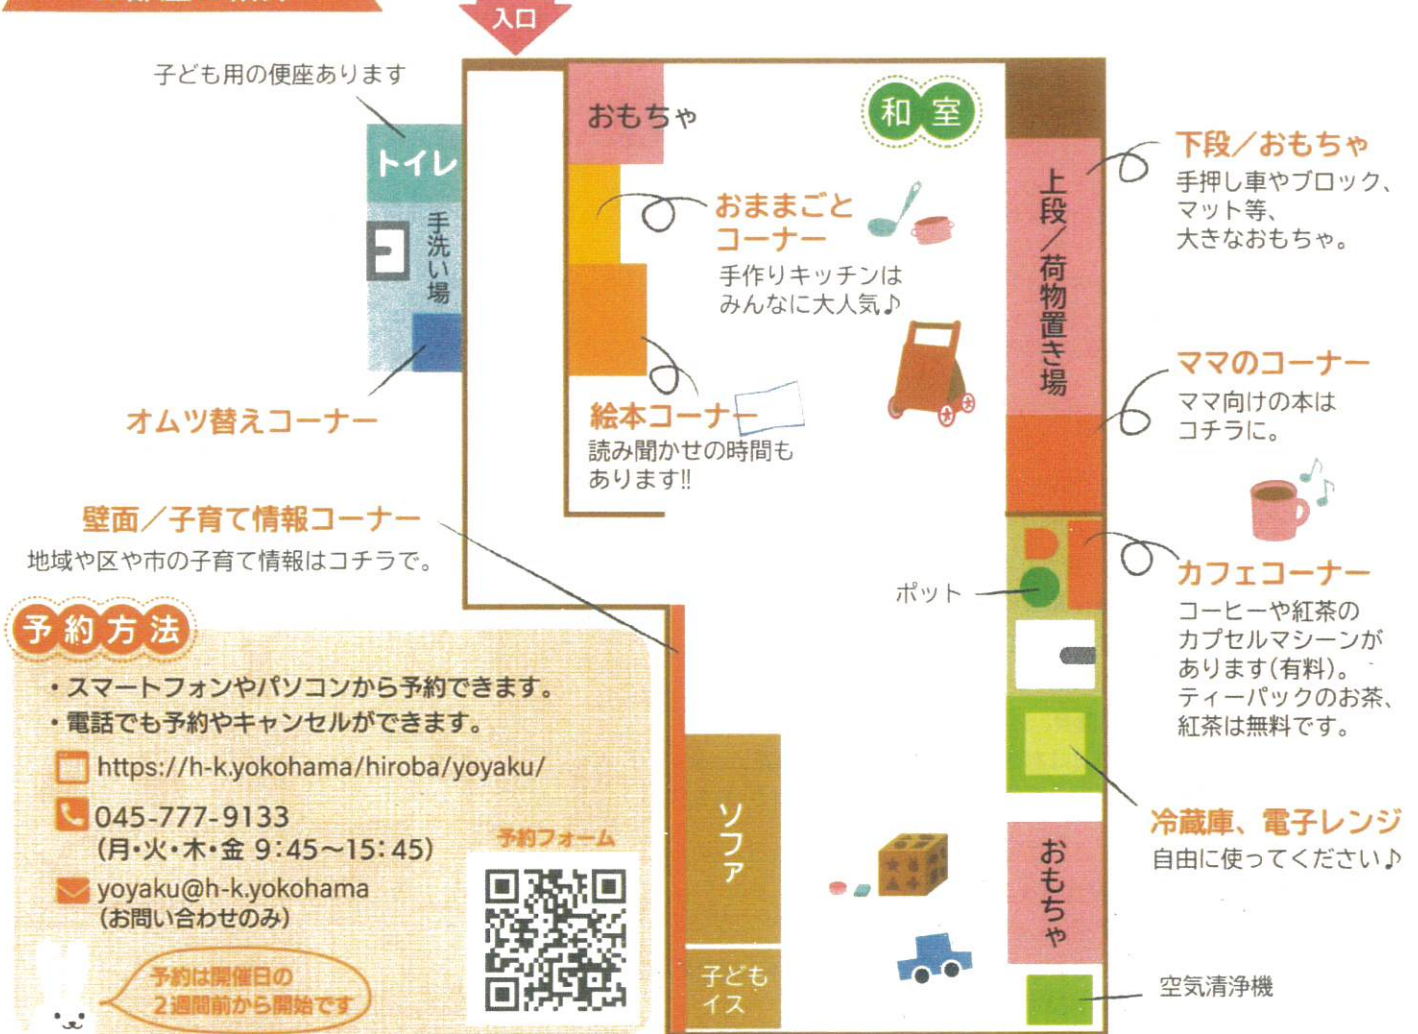 入口
子ども用の便座あります
トイレ
手洗い場
オムツ替えコーナー
おもちゃ
和室
おままごと
コーナー
手作りキッチンは
みんなに大人気♪
絵本コーナー
読み聞かせの時間も
あります!!
上段／荷物置き場
下段／おもちゃ
手押し車やブロック、
マット等、
大きなおもちゃ。
ママのコーナー
ママ向けの本は
コチラに。
壁面／子育て情報コーナー
地域や区や市の子育て情報はコチラで。
ポット
カフェコーナー
コーヒーや紅茶の
カプセルマシーンが
あります(有料)。
ティーパックのお茶、
紅茶は無料です。
冷蔵庫、電子レンジ
自由に使ってください♪
ソファ
子ども
イス
おもちゃ
空気清浄機
予約方法
・スマートフォンやパソコンから予約できます。
・電話でも予約やキャンセルができます。
https://h-k.yokohama/hiroba/yoyaku/
045-777-9133
(月・火・木・金 9:45～15:45)
yoyaku@h-k.yokohama
(お問い合わせのみ)
予約フォーム
予約は開催日の
2週間前から開始です